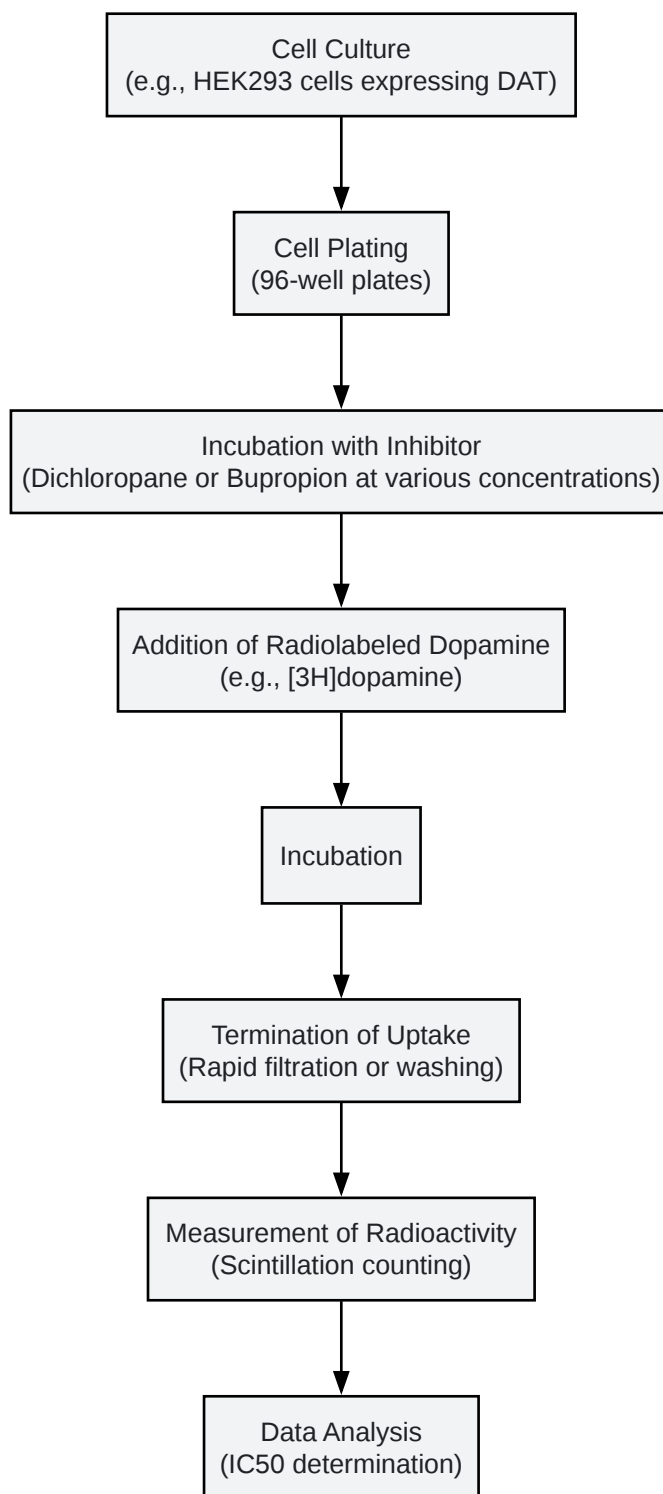 Cell Culture
(e.g., HEK293 cells expressing DAT)
Cell Plating
(96-well plates)
Incubation with Inhibitor
(Dichloropane or Bupropion at various concentrations)
Addition of Radiolabeled Dopamine
(e.g., [3H]dopamine)
Incubation
Termination of Uptake
(Rapid filtration or washing)
Measurement of Radioactivity
(Scintillation counting)
Data Analysis
(IC50 determination)